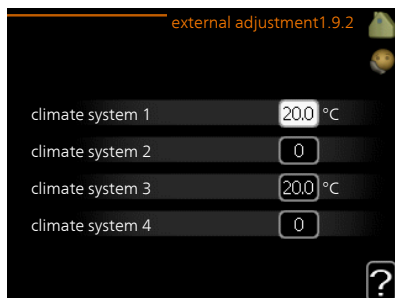 external adjustment1.9.2
climate system 1 20.0 °C
climate system 2 0
climate system 3 20.0 °C
climate system 4 0
?